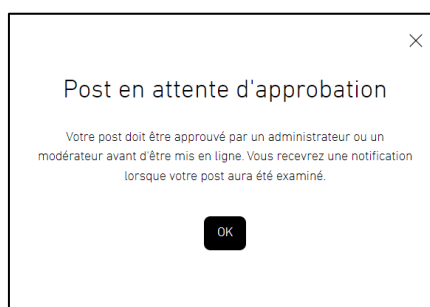 Post en attente d'approbation
Votre post doit être approuvé par un administrateur ou un
modérateur avant d'être mis en ligne. Vous recevrez une notification
lorsque votre post aura été examiné.
OK